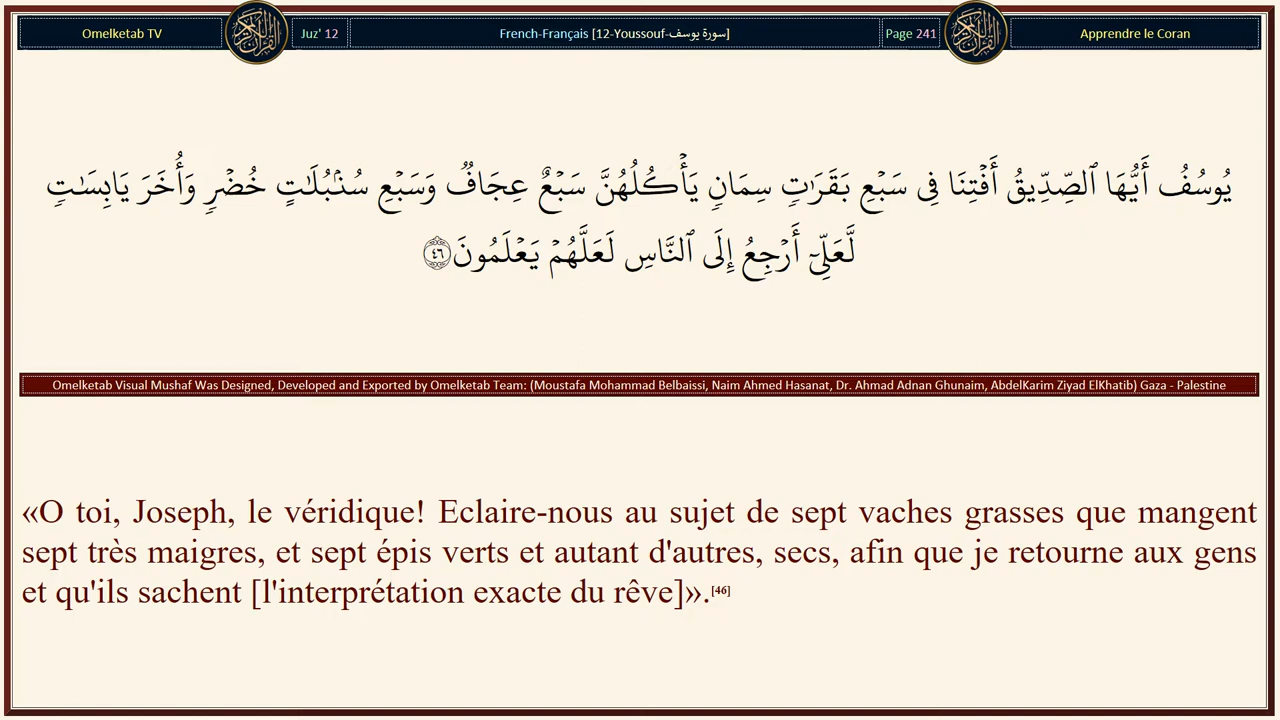 Omelketab TV
Juz' 12
French-Français [12-Youssouf-سورة يوسف]
Page 241
Apprendre le Coran
يُوسُفُ أَيُّهَا ٱلصِّدِّيقُ أَفۡتِنَا فِي سَبۡعِ بَقَرَٰتٖ سِمَانٖ يَأۡكُلُهُنَّ سَبۡعٌ عِجَافٞ وَسَبۡعِ سُنۢبُلَٰتٍ خُضۡرٖ وَأُخَرَ يَابِسَٰتٖ
لَّعَلِّيٓ أَرۡجِعُ إِلَى ٱلنَّاسِ لَعَلَّهُمۡ يَعۡلَمُونَ ٤٦
Omelketab Visual Mushaf Was Designed, Developed and Exported by Omelketab Team: (Moustafa Mohammad Belbaissi, Naim Ahmed Hasanat, Dr. Ahmad Adnan Ghunaim, AbdelKarim Ziyad ElKhatib) Gaza - Palestine
«O toi, Joseph, le véridique! Eclaire-nous au sujet de sept vaches grasses que mangent
sept très maigres, et sept épis verts et autant d'autres, secs, afin que je retourne aux gens
et qu'ils sachent [l'interprétation exacte du rêve]».[46]